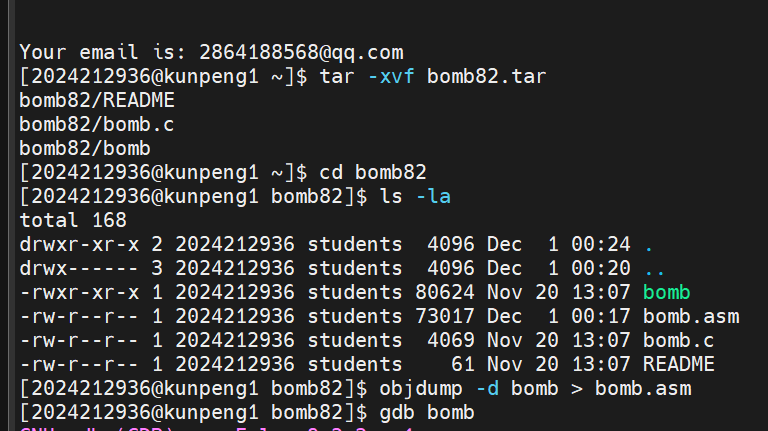 Your email is: 2864188568@qq.com
[2024212936@kunpeng1 ~]$ tar -xvf bomb82.tar
bomb82/README
bomb82/bomb.c
bomb82/bomb
[2024212936@kunpeng1 ~]$ cd bomb82
[2024212936@kunpeng1 bomb82]$ ls -la
total 168
drwxr-xr-x 2 2024212936 students  4096 Dec  1 00:24 .
drwx------ 3 2024212936 students  4096 Dec  1 00:20 ..
-rwxr-xr-x 1 2024212936 students 80624 Nov 20 13:07 bomb
-rw-r--r-- 1 2024212936 students 73017 Dec  1 00:17 bomb.asm
-rw-r--r-- 1 2024212936 students  4069 Nov 20 13:07 bomb.c
-rw-r--r-- 1 2024212936 students    61 Nov 20 13:07 README
[2024212936@kunpeng1 bomb82]$ objdump -d bomb > bomb.asm
[2024212936@kunpeng1 bomb82]$ gdb bomb